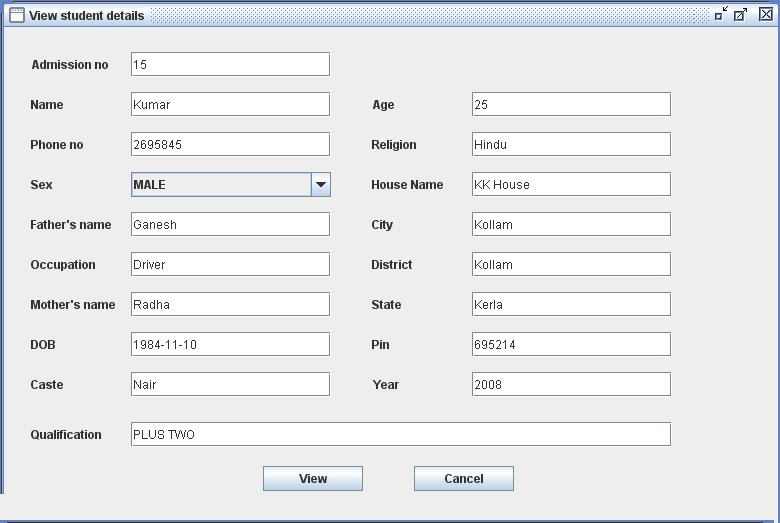 View student details
Admission no 15
Name Kumar Age 25
Phone no 2695845 Religion Hindu
Sex MALE House Name KK House
Father's name Ganesh City Kollam
Occupation Driver District Kollam
Mother's name Radha State Kerla
DOB 1984-11-10 Pin 695214
Caste Nair Year 2008
Qualification PLUS TWO
View Cancel